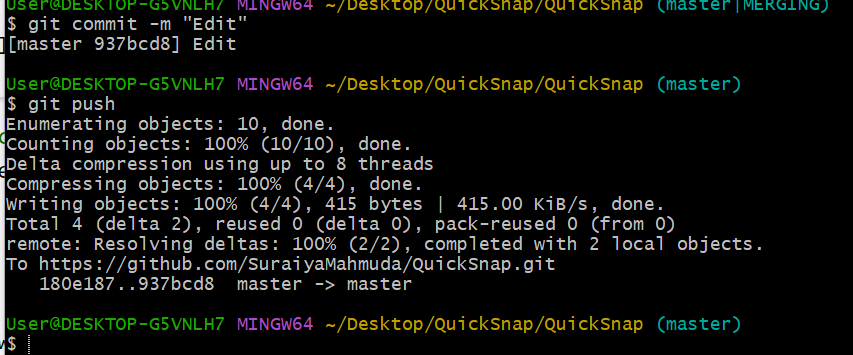 User@DESKTOP-G5VNLH7 MINGW64 ~/Desktop/QuickSnap/QuickSnap (master|MERGING)
$ git commit -m "Edit"
[master 937bcd8] Edit
User@DESKTOP-G5VNLH7 MINGW64 ~/Desktop/QuickSnap/QuickSnap (master)
$ git push
Enumerating objects: 10, done.
Counting objects: 100% (10/10), done.
Delta compression using up to 8 threads
Compressing objects: 100% (4/4), done.
Writing objects: 100% (4/4), 415 bytes | 415.00 KiB/s, done.
Total 4 (delta 2), reused 0 (delta 0), pack-reused 0 (from 0)
remote: Resolving deltas: 100% (2/2), completed with 2 local objects.
To https://github.com/SuraiyaMahmuda/QuickSnap.git
   180e187..937bcd8  master -> master
User@DESKTOP-G5VNLH7 MINGW64 ~/Desktop/QuickSnap/QuickSnap (master)
$